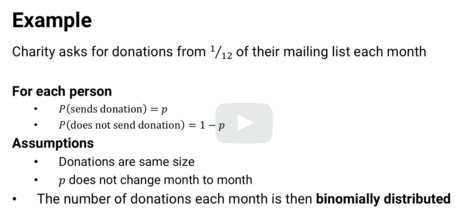 Example
Charity asks for donations from 1/12 of their mailing list each month
For each person
• P(sends donation) = p
• P(does not send donation) = 1 − p
Assumptions
• Donations are same size
• p does not change month to month
• The number of donations each month is then binomially distributed